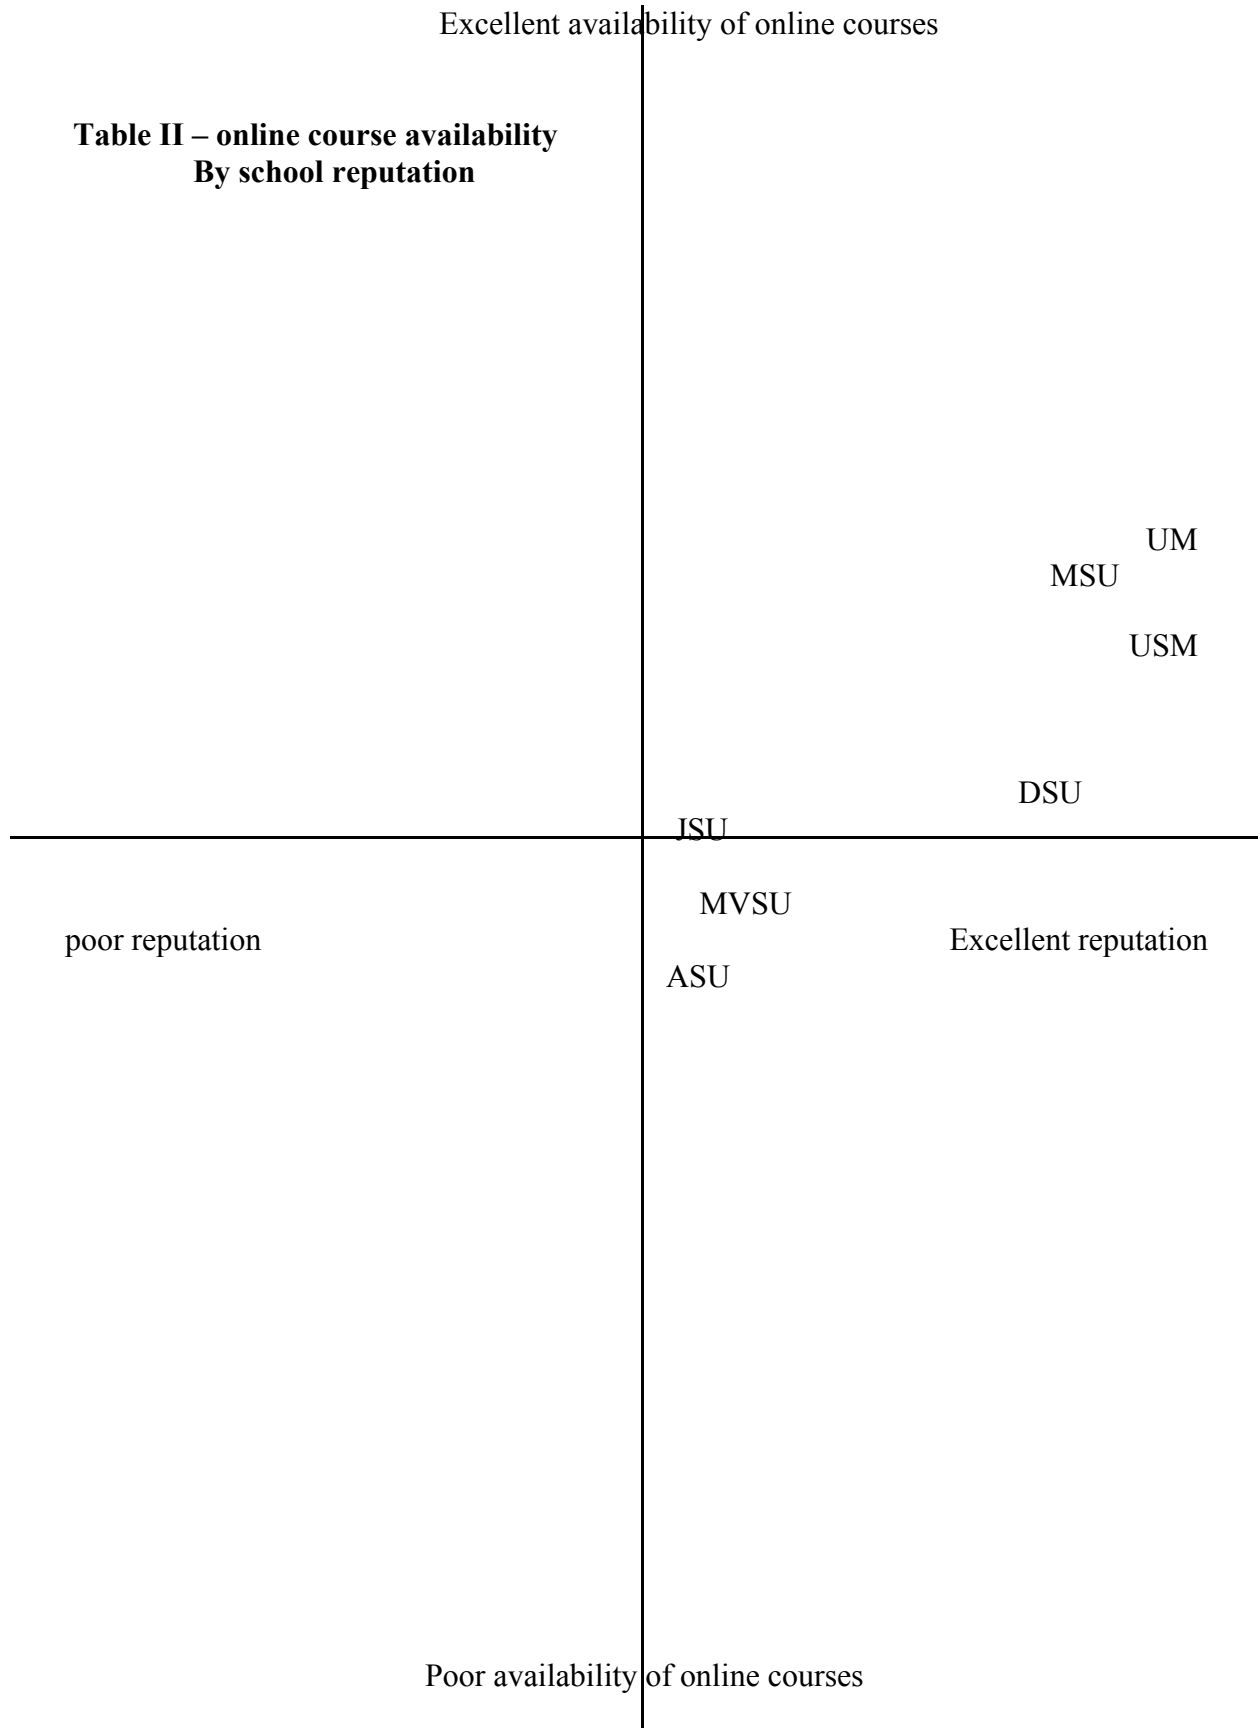 Excellent availability of online courses
Table II – online course availability
By school reputation
UM
MSU
USM
DSU
JSU
MVSU
poor reputation
Excellent reputation
ASU
Poor availability of online courses